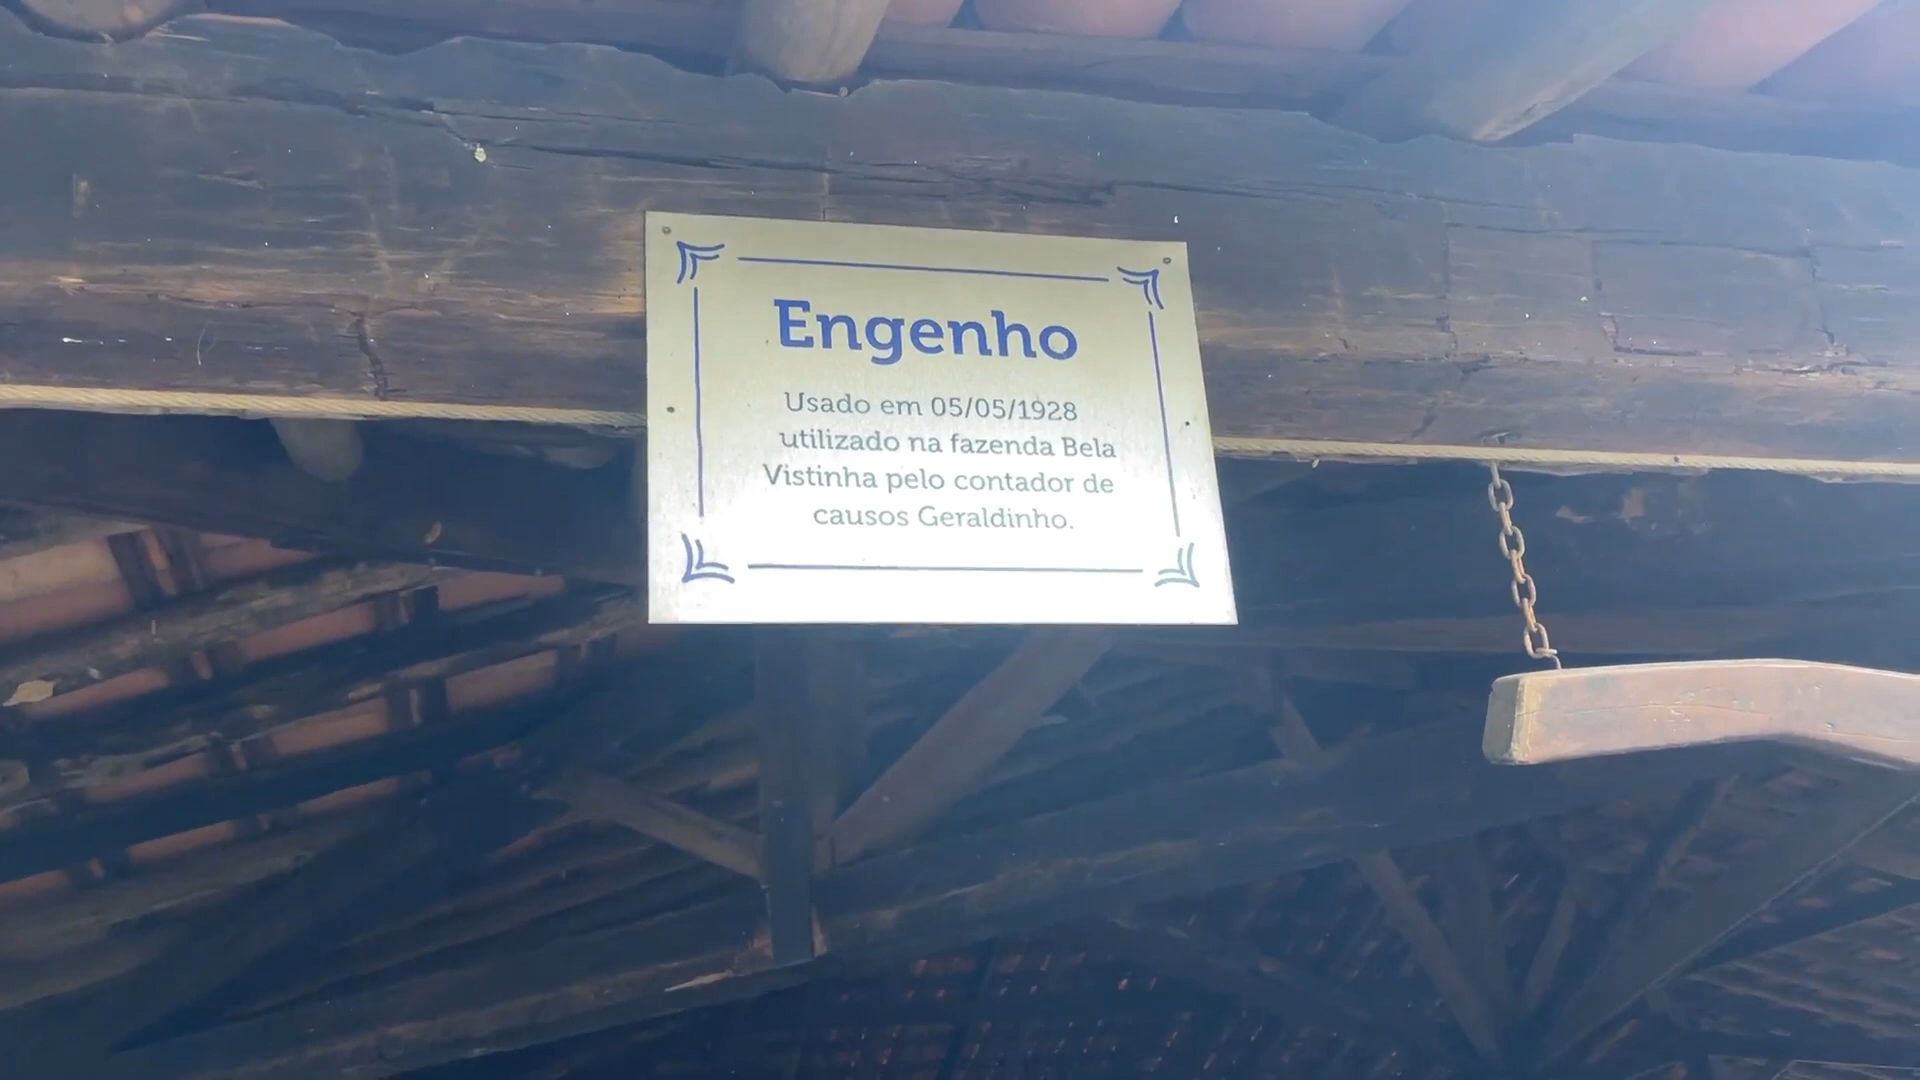 Engenho
Usado em 05/05/1928
utilizado na fazenda Bela
Vistinha pelo contador de
causos Geraldinho.